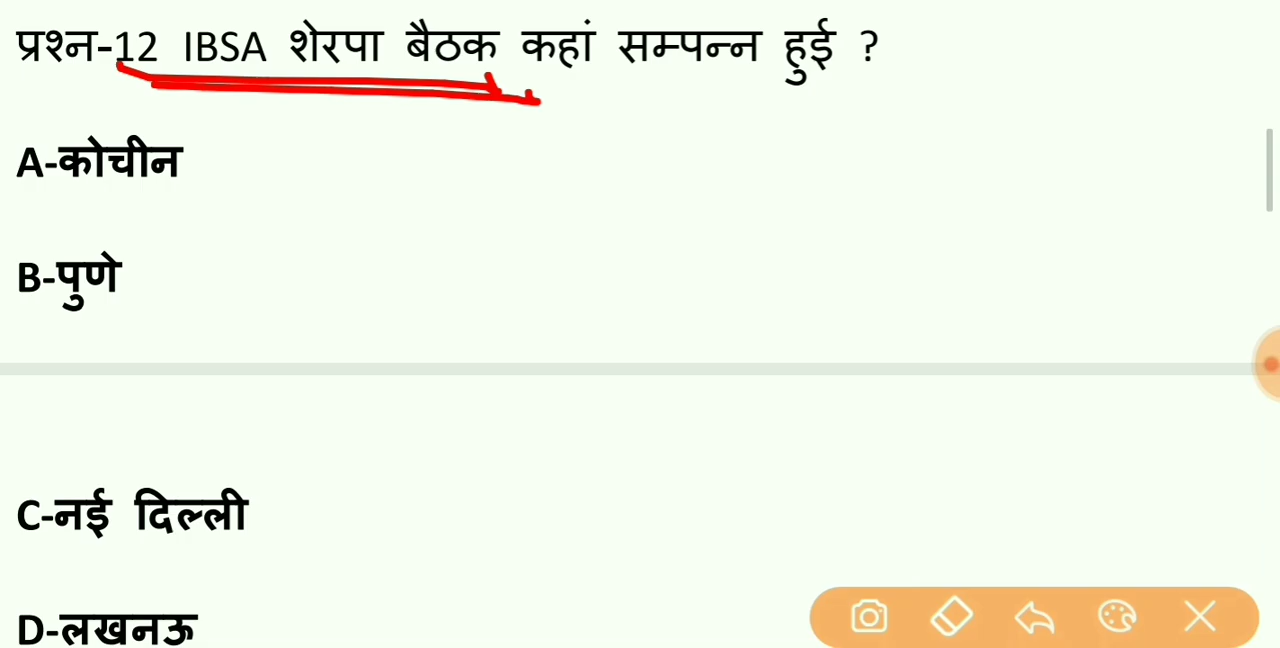 प्रश्न-12 IBSA शेरपा बैठक कहां सम्पन्न हुई ?
A-कोचीन
B-पुणे
C-नई दिल्ली
D-लखनऊ